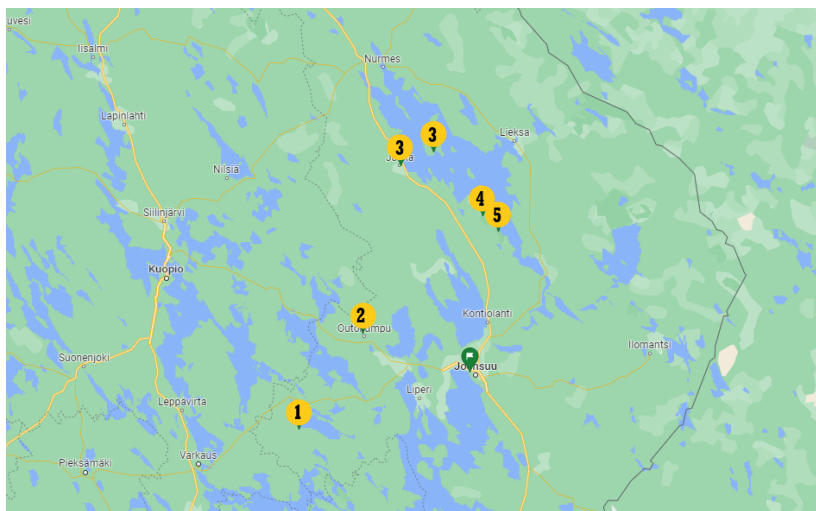 uvesi
Iisalmi
Nurmes
Lapinlahti
Lieksa
3
3
Nilsiä
4
5
Siilinjärvi
Kuopio
2
Outokumpu
Kontiolahti
Ilomantsi
Suonenjoki
Joensuu
Liperi
Leppävirta
1
Varkaus
Pieksämäki